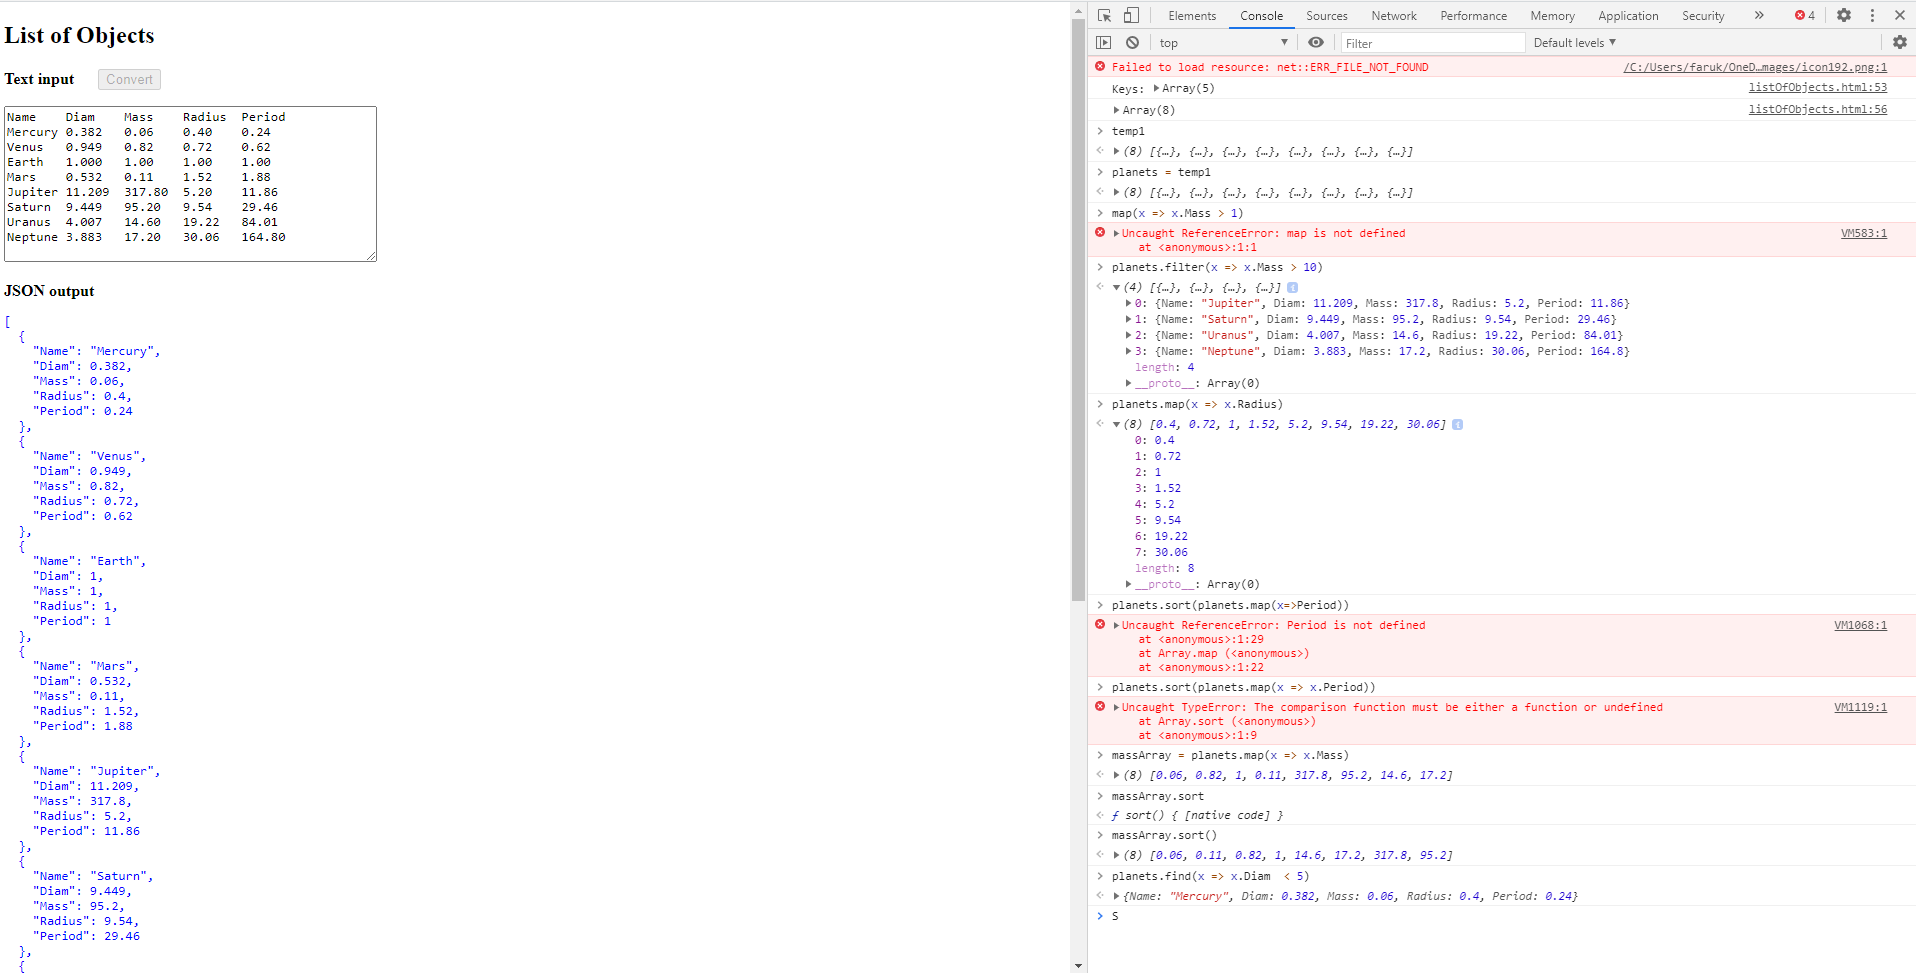 List of Objects
Text input Convert
Name Diam Mass Radius Period
Mercury 0.382 0.06 0.40 0.24
Venus 0.949 0.82 0.72 0.62
Earth 1.000 1.00 1.00 1.00
Mars 0.532 0.11 1.52 1.88
Jupiter 11.209 317.80 5.20 11.86
Saturn 9.449 95.20 9.54 29.46
Uranus 4.007 14.60 19.22 84.01
Neptune 3.883 17.20 30.06 164.80
JSON output
[
{
"Name": "Mercury",
"Diam": 0.382,
"Mass": 0.06,
"Radius": 0.4,
"Period": 0.24
},
{
"Name": "Venus",
"Diam": 0.949,
"Mass": 0.82,
"Radius": 0.72,
"Period": 0.62
},
{
"Name": "Earth",
"Diam": 1,
"Mass": 1,
"Radius": 1,
"Period": 1
},
{
"Name": "Mars",
"Diam": 0.532,
"Mass": 0.11,
"Radius": 1.52,
"Period": 1.88
},
{
"Name": "Jupiter",
"Diam": 11.209,
"Mass": 317.8,
"Radius": 5.2,
"Period": 11.86
},
{
"Name": "Saturn",
"Diam": 9.449,
"Mass": 95.2,
"Radius": 9.54,
"Period": 29.46
},
{
Elements Console Sources Network Performance Memory Application Security » 4
top Filter Default levels
Failed to load resource: net::ERR_FILE_NOT_FOUND /C:/Users/faruk/OneD…mages/icon192.png:1
Keys: Array(5) listOfObjects.html:53
Array(8) listOfObjects.html:56
> temp1
(8) [{…}, {…}, {…}, {…}, {…}, {…}, {…}, {…}]
> planets = temp1
(8) [{…}, {…}, {…}, {…}, {…}, {…}, {…}, {…}]
> map(x => x.Mass > 1)
Uncaught ReferenceError: map is not defined VM583:1
at <anonymous>:1:1
> planets.filter(x => x.Mass > 10)
(4) [{…}, {…}, {…}, {…}] i
0: {Name: "Jupiter", Diam: 11.209, Mass: 317.8, Radius: 5.2, Period: 11.86}
1: {Name: "Saturn", Diam: 9.449, Mass: 95.2, Radius: 9.54, Period: 29.46}
2: {Name: "Uranus", Diam: 4.007, Mass: 14.6, Radius: 19.22, Period: 84.01}
3: {Name: "Neptune", Diam: 3.883, Mass: 17.2, Radius: 30.06, Period: 164.8}
length: 4
__proto__: Array(0)
> planets.map(x => x.Radius)
(8) [0.4, 0.72, 1, 1.52, 5.2, 9.54, 19.22, 30.06] i
0: 0.4
1: 0.72
2: 1
3: 1.52
4: 5.2
5: 9.54
6: 19.22
7: 30.06
length: 8
__proto__: Array(0)
> planets.sort(planets.map(x=>Period))
Uncaught ReferenceError: Period is not defined VM1068:1
at <anonymous>:1:29
at Array.map (<anonymous>)
at <anonymous>:1:22
> planets.sort(planets.map(x => x.Period))
Uncaught TypeError: The comparison function must be either a function or undefined VM1119:1
at Array.sort (<anonymous>)
at <anonymous>:1:9
> massArray = planets.map(x => x.Mass)
(8) [0.06, 0.82, 1, 0.11, 317.8, 95.2, 14.6, 17.2]
> massArray.sort
ƒ sort() { [native code] }
> massArray.sort()
(8) [0.06, 0.11, 0.82, 1, 14.6, 17.2, 317.8, 95.2]
> planets.find(x => x.Diam < 5)
{Name: "Mercury", Diam: 0.382, Mass: 0.06, Radius: 0.4, Period: 0.24}
> S